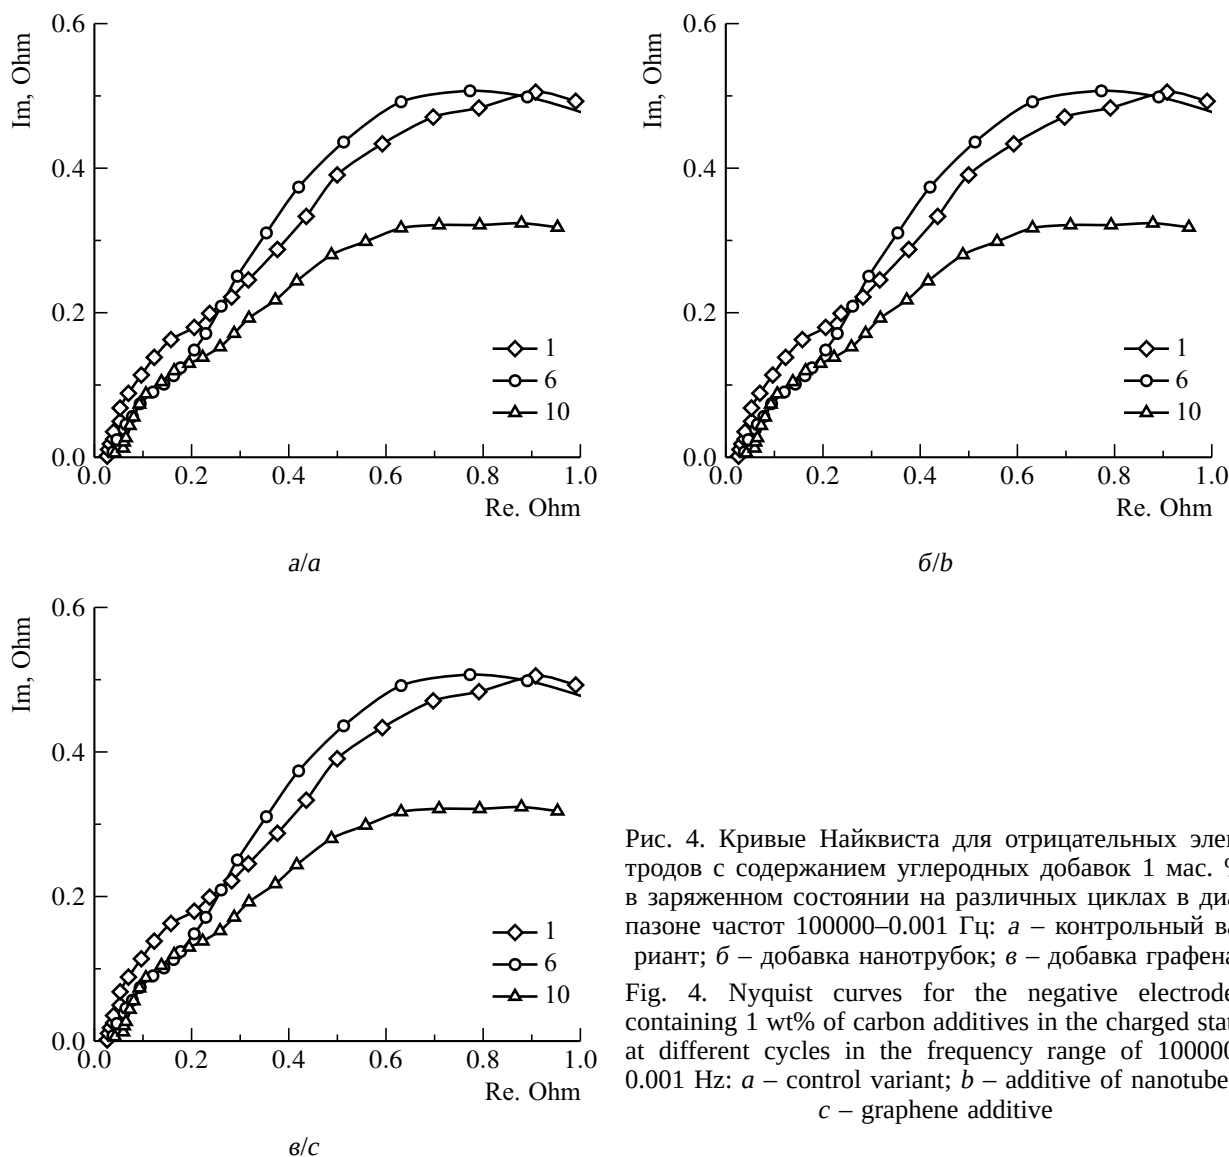 0.6
Im, Ohm
0.4
0.2
0.0
0.0 0.2 0.4 0.6 0.8 1.0
Re. Ohm
1
6
10
а/a
0.6
Im, Ohm
0.4
0.2
0.0
0.0 0.2 0.4 0.6 0.8 1.0
Re. Ohm
1
6
10
б/b
0.6
Im, Ohm
0.4
0.2
0.0
0.0 0.2 0.4 0.6 0.8 1.0
Re. Ohm
1
6
10
в/c
Рис. 4. Кривые Найквиста для отрицательных элек
тродов с содержанием углеродных добавок 1 мас. %
в заряженном состоянии на различных циклах в диа
пазоне частот 100000–0.001 Гц: а – контрольный ва
риант; б – добавка нанотрубок; в – добавка графена
Fig. 4. Nyquist curves for the negative electrode
containing 1 wt% of carbon additives in the charged stat
at different cycles in the frequency range of 100000
0.001 Hz: a – control variant; b – additive of nanotube
c – graphene additive